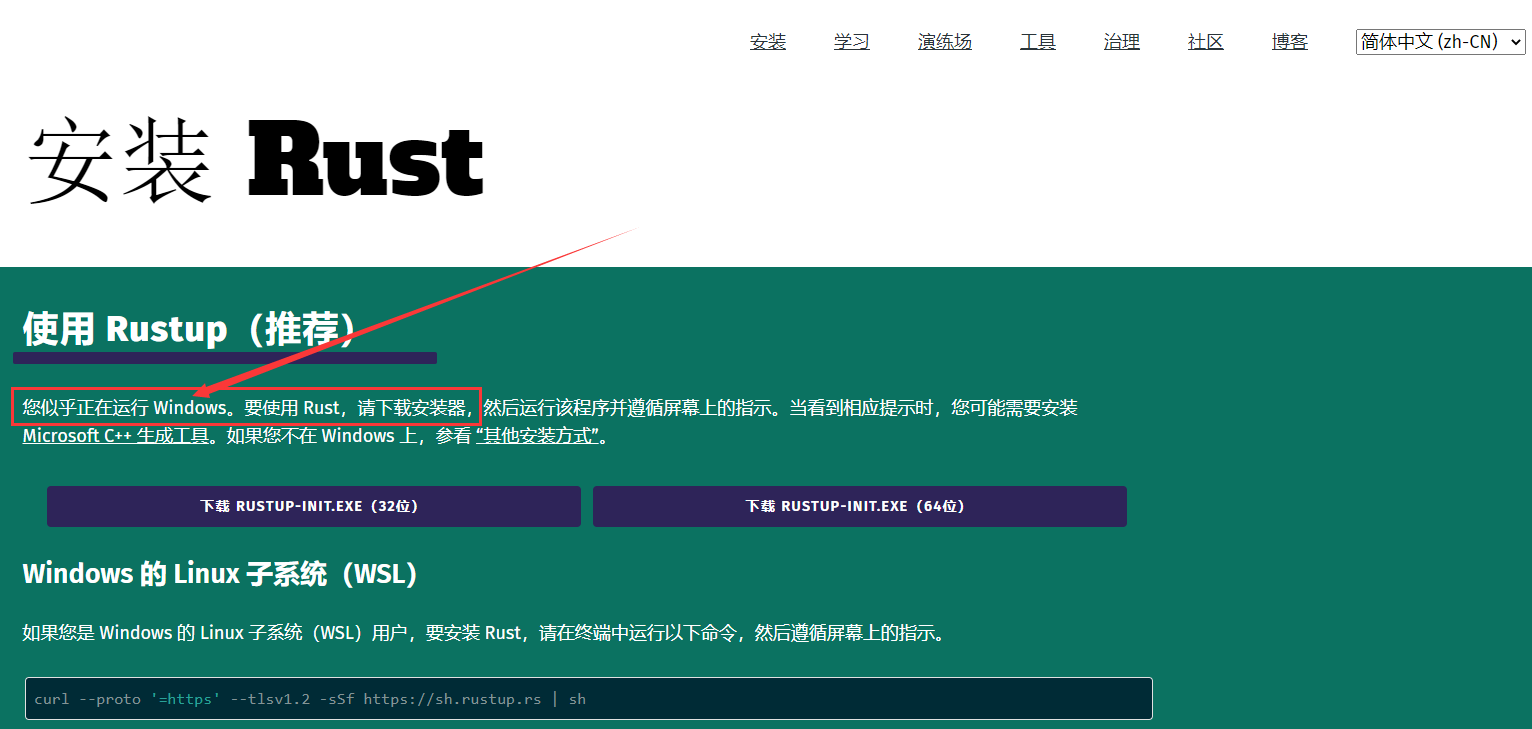 安装 学习 演练场 工具 治理 社区 博客 简体中文 (zh-CN)
安装 Rust
使用 Rustup（推荐）
您似乎正在运行 Windows。要使用 Rust，请下载安装器，然后运行该程序并遵循屏幕上的指示。当看到相应提示时，您可能需要安装
Microsoft C++ 生成工具。如果您不在 Windows 上，参看 “其他安装方式”。
下载 RUSTUP-INIT.EXE（32位） 下载 RUSTUP-INIT.EXE（64位）
Windows 的 Linux 子系统（WSL）
如果您是 Windows 的 Linux 子系统（WSL）用户，要安装 Rust，请在终端中运行以下命令，然后遵循屏幕上的指示。
curl --proto '=https' --tlsv1.2 -sSf https://sh.rustup.rs | sh